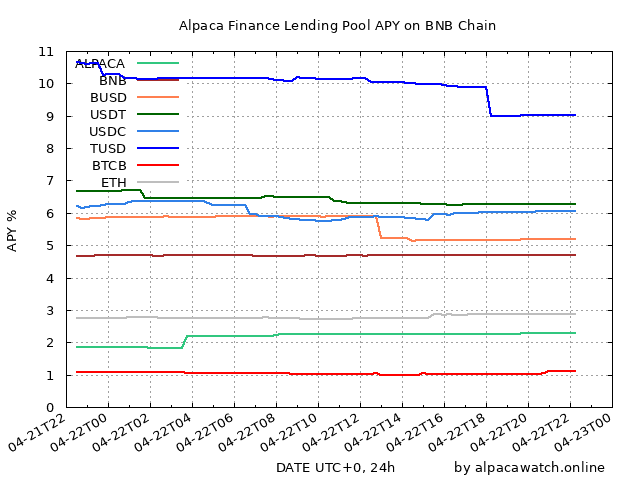 Alpaca Finance Lending Pool APY on BNB Chain
11
10
9
8
7
6
5
4
3
2
1
0
APY %
ALPACA
BNB
BUSD
USDT
USDC
TUSD
BTCB
ETH
04-21T22
04-22T00
04-22T02
04-22T04
04-22T06
04-22T08
04-22T10
04-22T12
04-22T14
04-22T16
04-22T18
04-22T20
04-22T22
04-23T00
DATE UTC+0, 24h
by alpacawatch.online